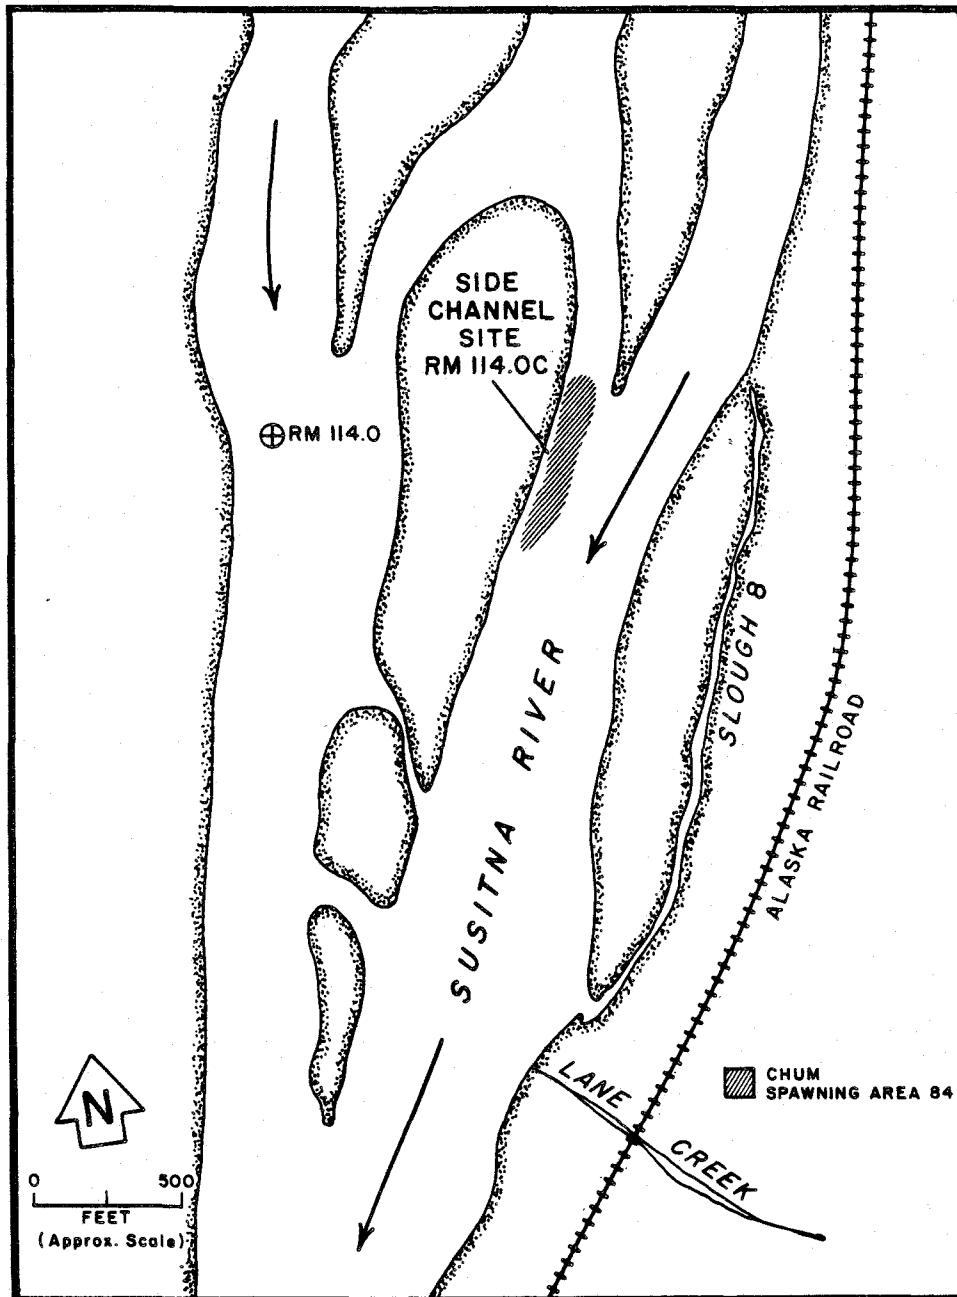 SIDE
CHANNEL
SITE
RM 114.0C
RM 114.0
SUSITNA RIVER
SLOUGH 8
ALASKA RAILROAD
LANE CREEK
CHUM
SPAWNING AREA 84
N
0 500
FEET
(Approx. Scale)